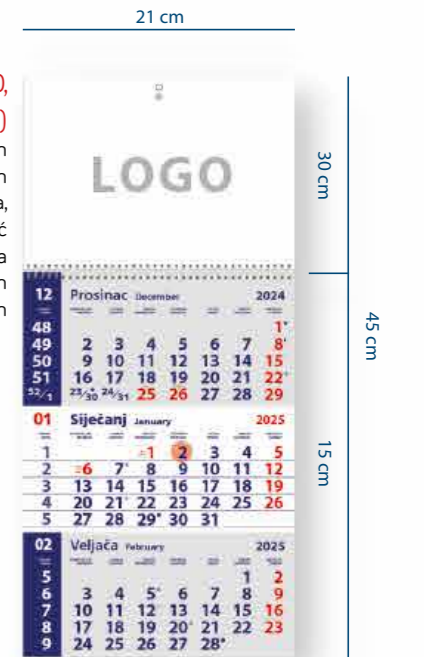 21 cm
),
)
n
n
a,
ć
a
n
n
LOGO
30 cm
45 cm
15 cm
12 Prosinac December 2024
48 1
49 2 3 4 5 6 7 8
50 9 10 11 12 13 14 15
51 16 17 18 19 20 21 22
52/1 23/30 24/31 25 26 27 28 29
01 Siječanj January 2025
1 1 2 3 4 5
2 6 7 8 9 10 11 12
3 13 14 15 16 17 18 19
4 20 21 22 23 24 25 26
5 27 28 29 30 31
02 Veljača February 2025
5 1 2
6 3 4 5 6 7 8 9
7 10 11 12 13 14 15 16
8 17 18 19 20 21 22 23
9 24 25 26 27 28